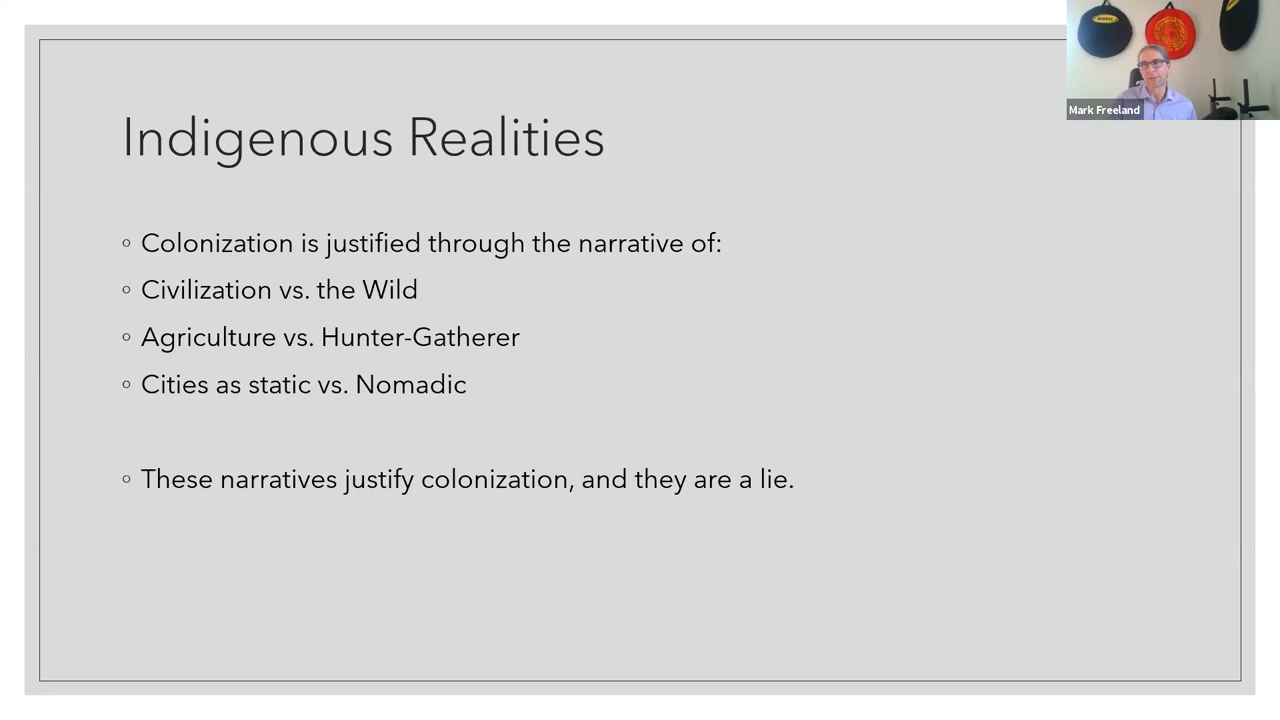 Indigenous Realities
◦ Colonization is justified through the narrative of:
◦ Civilization vs. the Wild
◦ Agriculture vs. Hunter-Gatherer
◦ Cities as static vs. Nomadic
◦ These narratives justify colonization, and they are a lie.
MAVIC
Mark Freeland